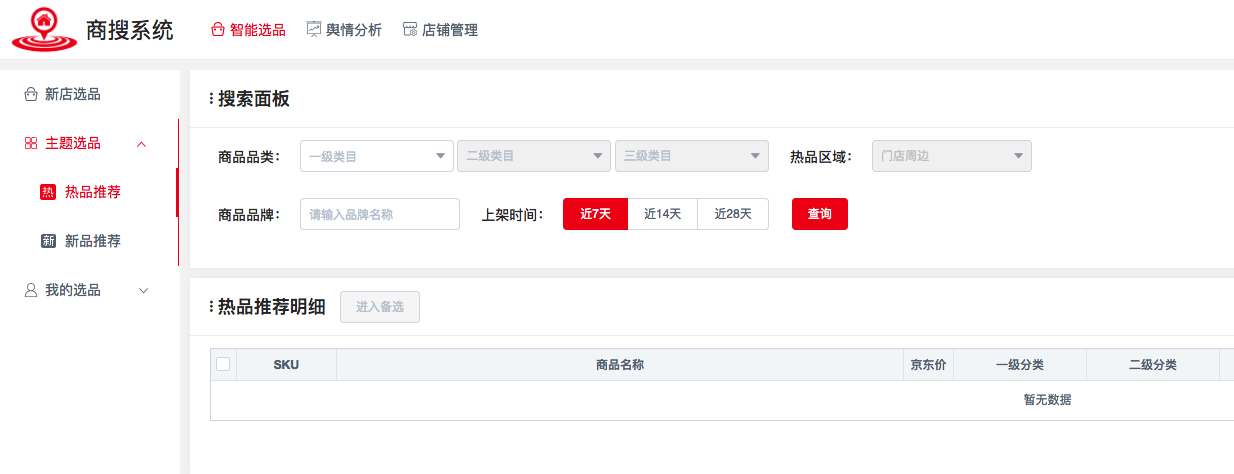 商搜系统 智能选品 舆情分析 店铺管理
新店选品
主题选品
热 热品推荐
新 新品推荐
我的选品
搜索面板
商品品类： 一级类目 二级类目 三级类目 热品区域： 门店周边
商品品牌： 请输入品牌名称 上架时间： 近7天 近14天 近28天 查询
热品推荐明细 进入备选
SKU 商品名称 京东价 一级分类 二级分类
暂无数据